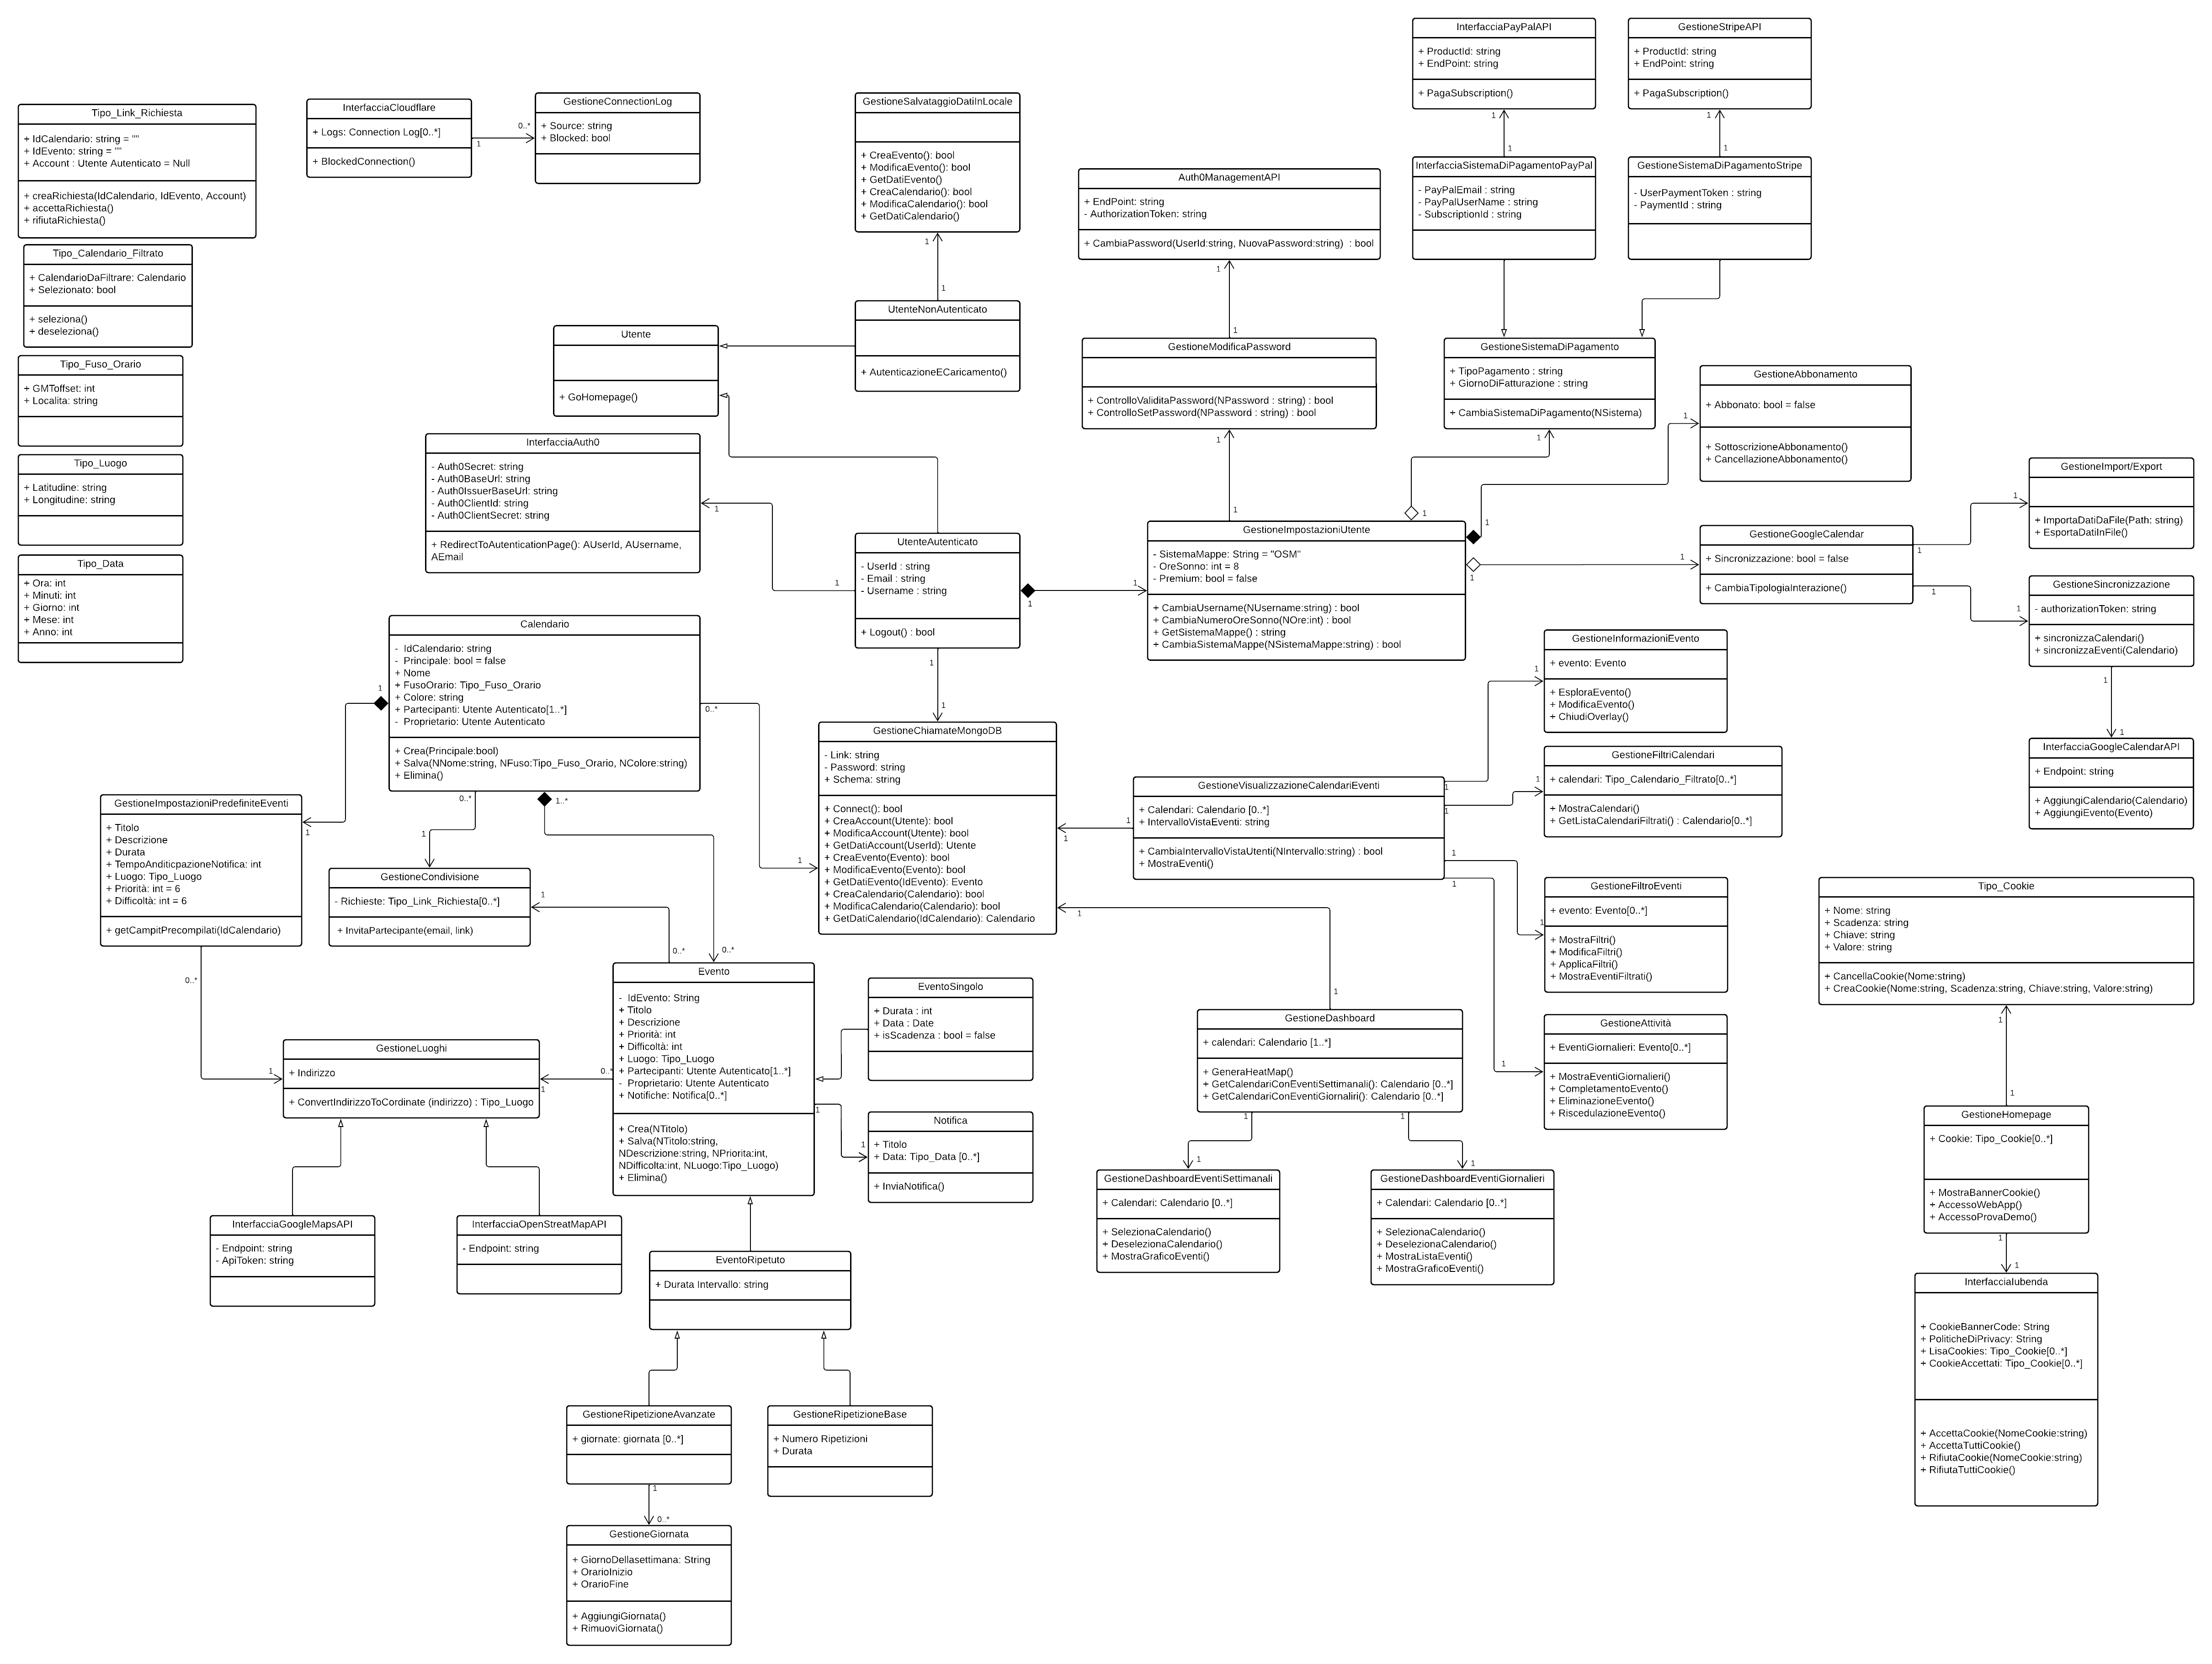 InterfacciaPayPalAPI
+ ProductId: string
+ EndPoint: string
+ PagaSubscription()
1
1
GestioneStripeAPI
+ ProductId: string
+ EndPoint: string
+ PagaSubscription()
1
1
Tipo_Link_Richiesta
+ IdCalendario: string = ""
+ IdEvento: string = ""
+ Account : Utente Autenticato = Null
+ creaRichiesta(IdCalendario, IdEvento, Account)
+ accettaRichiesta()
+ rifiutaRichiesta()
InterfacciaCloudflare
+ Logs: Connection Log[0..*]
+ BlockedConnection()
1
0..*
GestioneConnectionLog
+ Source: string
+ Blocked: bool
GestioneSalvataggioDatiInLocale
+ CreaEvento(): bool
+ ModificaEvento(): bool
+ GetDatiEvento()
+ CreaCalendario(): bool
+ ModificaCalendario(): bool
+ GetDatiCalendario()
1
1
Auth0ManagementAPI
+ EndPoint: string
- AuthorizationToken: string
+ CambiaPassword(UserId:string, NuovaPassword:string) : bool
1
1
InterfacciaSistemaDiPagamentoPayPal
- PayPalEmail : string
- PayPalUserName : string
- SubscriptionId : string
GestioneSistemaDiPagamentoStripe
- UserPaymentToken : string
- PaymentId : string
Tipo_Calendario_Filtrato
+ CalendarioDaFiltrare: Calendario
+ Selezionato: bool
+ seleziona()
+ deseleziona()
Utente
+ GoHomepage()
UtenteNonAutenticato
+ AutenticazioneECaricamento()
GestioneModificaPassword
+ ControlloValiditaPassword(NPassword : string) : bool
+ ControlloSetPassword(NPassword : string) : bool
1
1
GestioneSistemaDiPagamento
+ TipoPagamento : string
+ GiornoDiFatturazione : string
+ CambiaSistemaDiPagamento(NSistema)
1
1
GestioneAbbonamento
+ Abbonato: bool = false
+ SottoscrizioneAbbonamento()
+ CancellazioneAbbonamento()
1
1
Tipo_Fuso_Orario
+ GMToffset: int
+ Localita: string
Tipo_Luogo
+ Latitudine: string
+ Longitudine: string
Tipo_Data
+ Ora: int
+ Minuti: int
+ Giorno: int
+ Mese: int
+ Anno: int
InterfacciaAuth0
- Auth0Secret: string
- Auth0BaseUrl: string
- Auth0IssuerBaseUrl: string
- Auth0ClientId: string
- Auth0ClientSecret: string
+ RedirectToAutenticationPage(): AUserId, AUsername,
AEmail
1
1
UtenteAutenticato
- UserId : string
- Email : string
- Username : string
+ Logout() : bool
1
1
1
1
GestioneImpostazioniUtente
- SistemaMappe: String = "OSM"
- OreSonno: int = 8
- Premium: bool = false
+ CambiaUsername(NUsername:string) : bool
+ CambiaNumeroOreSonno(NOre:int) : bool
+ GetSistemaMappe() : string
+ CambiaSistemaMappe(NSistemaMappe:string) : bool
1
1
GestioneGoogleCalendar
+ Sincronizzazione: bool = false
+ CambiaTipologiaInterazione()
1
1
1
1
GestioneImport/Export
+ ImportaDatiDaFile(Path: string)
+ EsportaDatiInFile()
GestioneSincronizzazione
- authorizationToken: string
+ sincronizzaCalendari()
+ sincronizzaEventi(Calendario)
1
1
InterfacciaGoogleCalendarAPI
+ Endpoint: string
+ AggiungiCalendario(Calendario)
+ AggiungiEvento(Evento)
Calendario
- IdCalendario: string
- Principale: bool = false
+ Nome
+ FusoOrario: Tipo_Fuso_Orario
+ Colore: string
+ Partecipanti: Utente Autenticato[1..*]
- Proprietario: Utente Autenticato
+ Crea(Principale:bool)
+ Salva(NNome:string, NFuso:Tipo_Fuso_Orario, NColore:string)
+ Elimina()
1
1
0..*
1
1..*
0..*
0..*
1
GestioneChiamateMongoDB
- Link: string
- Password: string
+ Schema: string
+ Connect(): bool
+ CreaAccount(Utente): bool
+ ModificaAccount(Utente): bool
+ GetDatiAccount(UserId): Utente
+ CreaEvento(Evento): bool
+ ModificaEvento(Evento): bool
+ GetDatiEvento(IdEvento): Evento
+ CreaCalendario(Calendario): bool
+ ModificaCalendario(Calendario): bool
+ GetDatiCalendario(IdCalendario): Calendario
1
1
1
1
GestioneVisualizzazioneCalendariEventi
+ Calendari: Calendario [0..*]
+ IntervalloVistaEventi: string
+ CambiaIntervalloVistaUtenti(NIntervallo:string) : bool
+ MostraEventi()
1
1
1
1
1
1
1
1
GestioneInformazioniEvento
+ evento: Evento
+ EsploraEvento()
+ ModificaEvento()
+ ChiudiOverlay()
GestioneFiltriCalendari
+ calendari: Tipo_Calendario_Filtrato[0..*]
+ MostraCalendari()
+ GetListaCalendariFiltrati() : Calendario[0..*]
GestioneFiltroEventi
+ evento: Evento[0..*]
+ MostraFiltri()
+ ModificaFiltri()
+ ApplicaFiltri()
+ MostraEventiFiltrati()
GestioneAttività
+ EventiGiornalieri: Evento[0..*]
+ MostraEventiGiornalieri()
+ CompletamentoEvento()
+ EliminazioneEvento()
+ RiscedulazioneEvento()
GestioneImpostazioniPredefiniteEventi
+ Titolo
+ Descrizione
+ Durata
+ TempoAnditicpazioneNotifica: int
+ Luogo: Tipo_Luogo
+ Priorità: int = 6
+ Difficoltà: int = 6
+ getCampitPrecompilati(IdCalendario)
0..*
1
GestioneCondivisione
- Richieste: Tipo_Link_Richiesta[0..*]
+ InvitaPartecipante(email, link)
1
0..*
Tipo_Cookie
+ Nome: string
+ Scadenza: string
+ Chiave: string
+ Valore: string
+ CancellaCookie(Nome:string)
+ CreaCookie(Nome:string, Scadenza:string, Chiave:string, Valore:string)
1
1
Evento
- IdEvento: String
+ Titolo
+ Descrizione
+ Priorità: int
+ Difficoltà: int
+ Luogo: Tipo_Luogo
+ Partecipanti: Utente Autenticato[1..*]
- Proprietario: Utente Autenticato
+ Notifiche: Notifica[0..*]
+ Crea(NTitolo)
+ Salva(NTitolo:string,
NDescrizione:string, NPriorita:int,
NDifficolta:int, NLuogo:Tipo_Luogo)
+ Elimina()
0..*
1
1
1
EventoSingolo
+ Durata : int
+ Data : Date
+ isScadenza : bool = false
Notifica
+ Titolo
+ Data: Tipo_Data [0..*]
+ InviaNotifica()
GestioneLuoghi
+ Indirizzo
+ ConvertIndirizzoToCordinate (indirizzo) : Tipo_Luogo
GestioneDashboard
+ calendari: Calendario [1..*]
+ GeneraHeatMap()
+ GetCalendariConEventiSettimanali(): Calendario [0..*]
+ GetCalendariConEventiGiornaliri(): Calendario [0..*]
1
1
1
1
GestioneDashboardEventiSettimanali
+ Calendari: Calendario [0..*]
+ SelezionaCalendario()
+ DeselezionaCalendario()
+ MostraGraficoEventi()
GestioneDashboardEventiGiornalieri
+ Calendari: Calendario [0..*]
+ SelezionaCalendario()
+ DeselezionaCalendario()
+ MostraListaEventi()
+ MostraGraficoEventi()
GestioneHomepage
+ Cookie: Tipo_Cookie[0..*]
+ MostraBannerCookie()
+ AccessoWebApp()
+ AccessoProvaDemo()
1
1
InterfacciaGoogleMapsAPI
- Endpoint: string
- ApiToken: string
InterfacciaOpenStreatMapAPI
- Endpoint: string
EventoRipetuto
+ Durata Intervallo: string
InterfacciaIubenda
+ CookieBannerCode: String
+ PoliticheDiPrivacy: String
+ LisaCookies: Tipo_Cookie[0..*]
+ CookieAccettati: Tipo_Cookie[0..*]
+ AccettaCookie(NomeCookie:string)
+ AccettaTuttiCookie()
+ RifiutaCookie(NomeCookie:string)
+ RifiutaTuttiCookie()
GestioneRipetizioneAvanzate
+ giornate: giornata [0..*]
1
0..*
GestioneRipetizioneBase
+ Numero Ripetizioni
+ Durata
GestioneGiornata
+ GiornoDellasettimana: String
+ OrarioInizio
+ OrarioFine
+ AggiungiGiornata()
+ RimuoviGiornata()